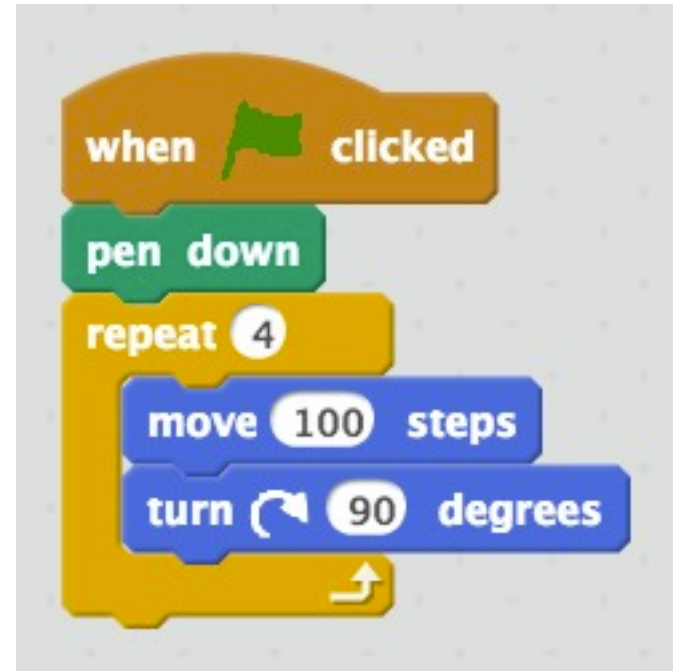 when clicked
pen down
repeat 4
move 100 steps
turn 90 degrees